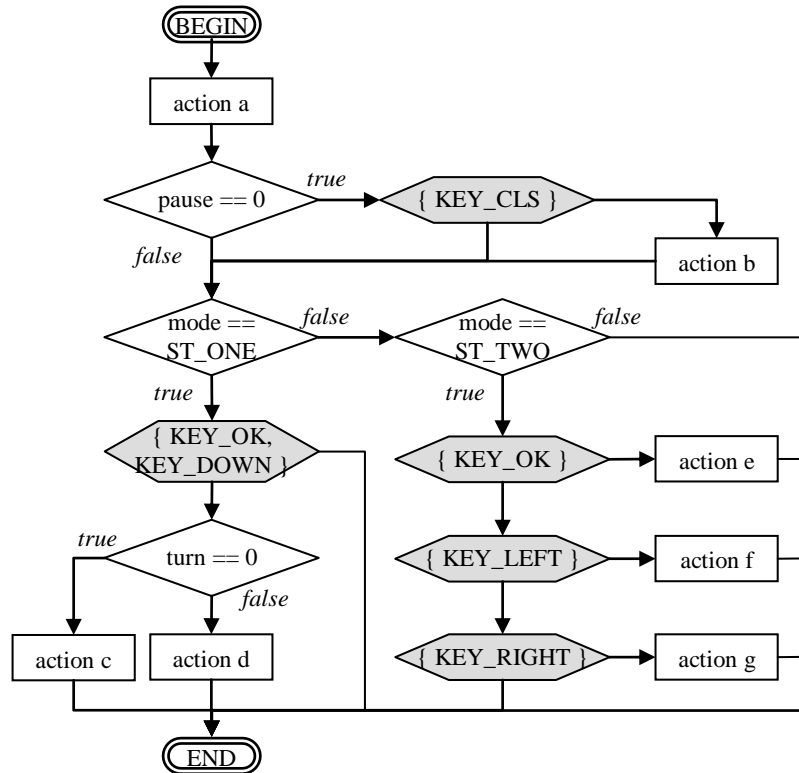 BEGIN
action a
pause == 0
true
{ KEY_CLS }
false
action b
mode ==
ST_ONE
false
mode ==
ST_TWO
false
true
true
{ KEY_OK,
KEY_DOWN }
{ KEY_OK }
action e
true
turn == 0
false
{ KEY_LEFT }
action f
action c
action d
{ KEY_RIGHT }
action g
END